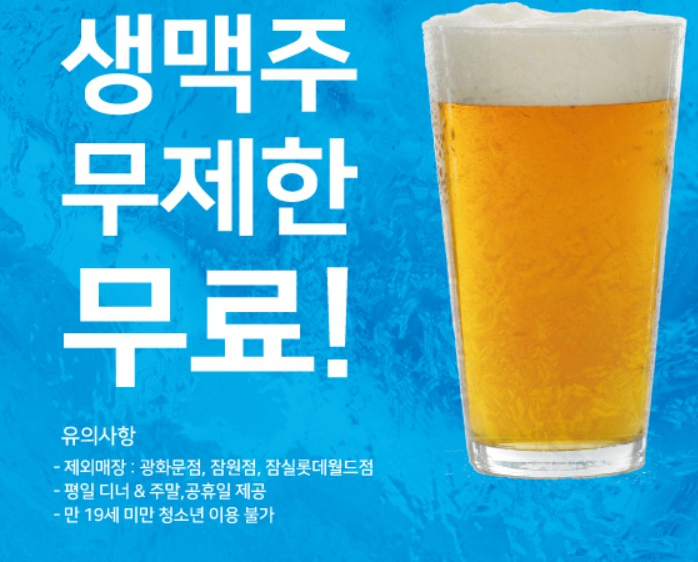 생맥주
무제한
무료!
유의사항
- 제외매장 : 광화문점, 잠원점, 잠실롯데월드점
- 평일 디너 & 주말,공휴일 제공
- 만 19세 미만 청소년 이용 불가